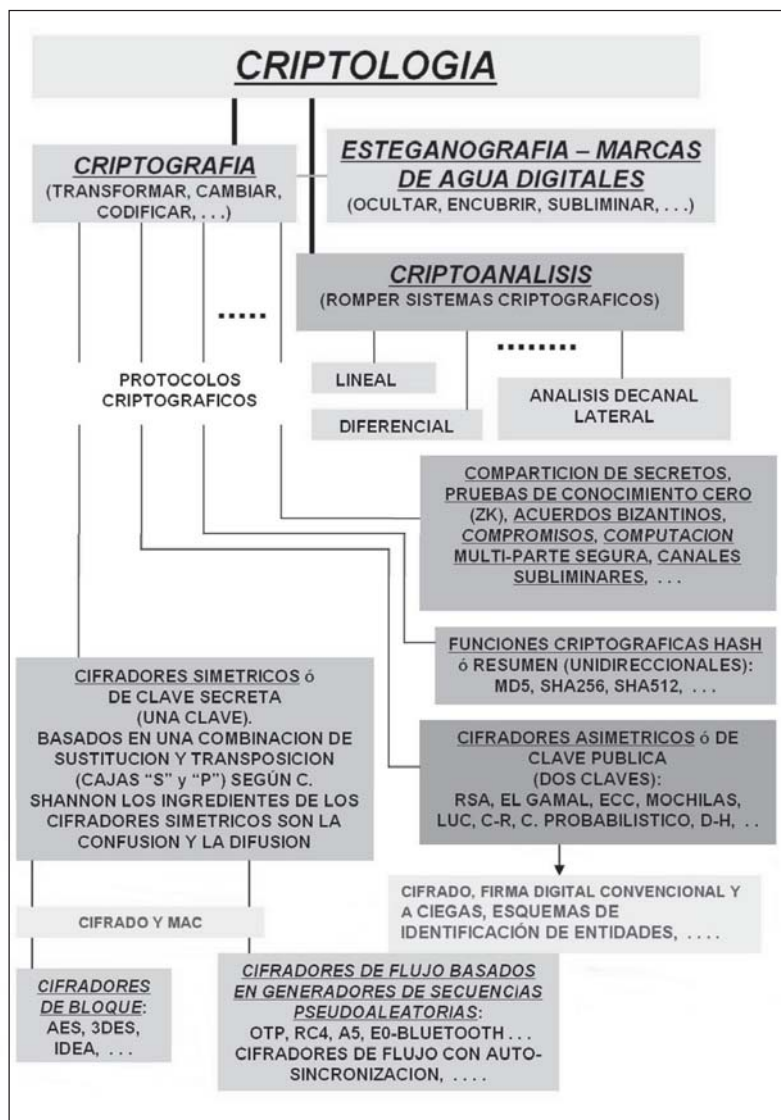 CRIPTOLOGIA
CRIPTOGRAFIA
(TRANSFORMAR, CAMBIAR,
CODIFICAR, . . .)
ESTEGANOGRAFIA – MARCAS
DE AGUA DIGITALES
(OCULTAR, ENCUBRIR, SUBLIMINAR, . . .)
CRIPTOANALISIS
(ROMPER SISTEMAS CRIPTOGRAFICOS)
.....
........
PROTOCOLOS
CRIPTOGRAFICOS
LINEAL
DIFERENCIAL
ANALISIS DECANAL
LATERAL
COMPARTICION DE SECRETOS,
PRUEBAS DE CONOCIMIENTO CERO
(ZK), ACUERDOS BIZANTINOS,
COMPROMISOS, COMPUTACION
MULTI-PARTE SEGURA, CANALES
SUBLIMINARES, . . .
FUNCIONES CRIPTOGRAFICAS HASH
ó RESUMEN (UNIDIRECCIONALES):
MD5, SHA256, SHA512, . . .
CIFRADORES SIMETRICOS ó
DE CLAVE SECRETA
(UNA CLAVE).
BASADOS EN UNA COMBINACION DE
SUSTITUCION Y TRANSPOSICION
(CAJAS “S” y “P”) SEGÚN C.
SHANNON LOS INGREDIENTES DE LOS
CIFRADORES SIMETRICOS SON LA
CONFUSION Y LA DIFUSION
CIFRADORES ASIMETRICOS ó DE
CLAVE PUBLICA
(DOS CLAVES):
RSA, EL GAMAL, ECC, MOCHILAS,
LUC, C-R, C. PROBABILISTICO, D-H, . .
CIFRADO, FIRMA DIGITAL CONVENCIONAL Y
A CIEGAS, ESQUEMAS DE
IDENTIFICACIÓN DE ENTIDADES, . . . .
CIFRADO Y MAC
CIFRADORES
DE BLOQUE:
AES, 3DES,
IDEA, . . .
CIFRADORES DE FLUJO BASADOS
EN GENERADORES DE SECUENCIAS
PSEUDOALEATORIAS:
OTP, RC4, A5, E0-BLUETOOTH . . .
CIFRADORES DE FLUJO CON AUTO-
SINCRONIZACION, . . . .